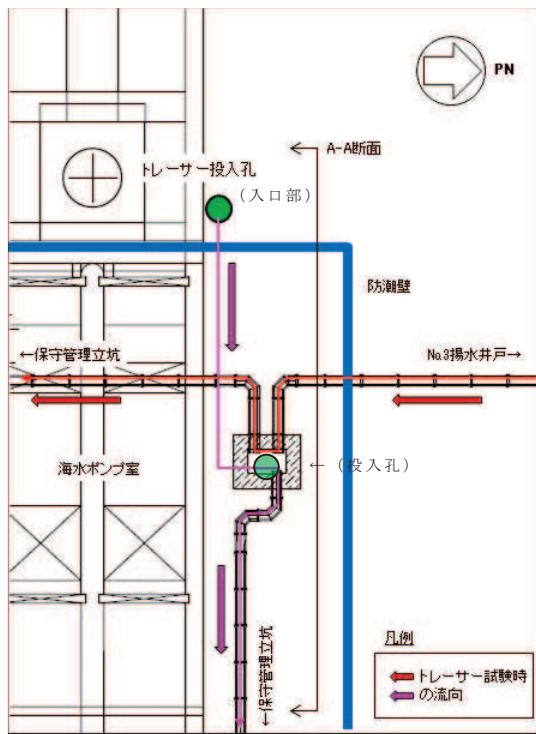 PN
A-A断面
トレーサー投入孔
(入口部)
防潮壁
←保守管理立坑
No.3揚水井戸→
海水ポンプ室
←(投入孔)
←保守管理立坑
凡例
トレーサー試験時
の流向